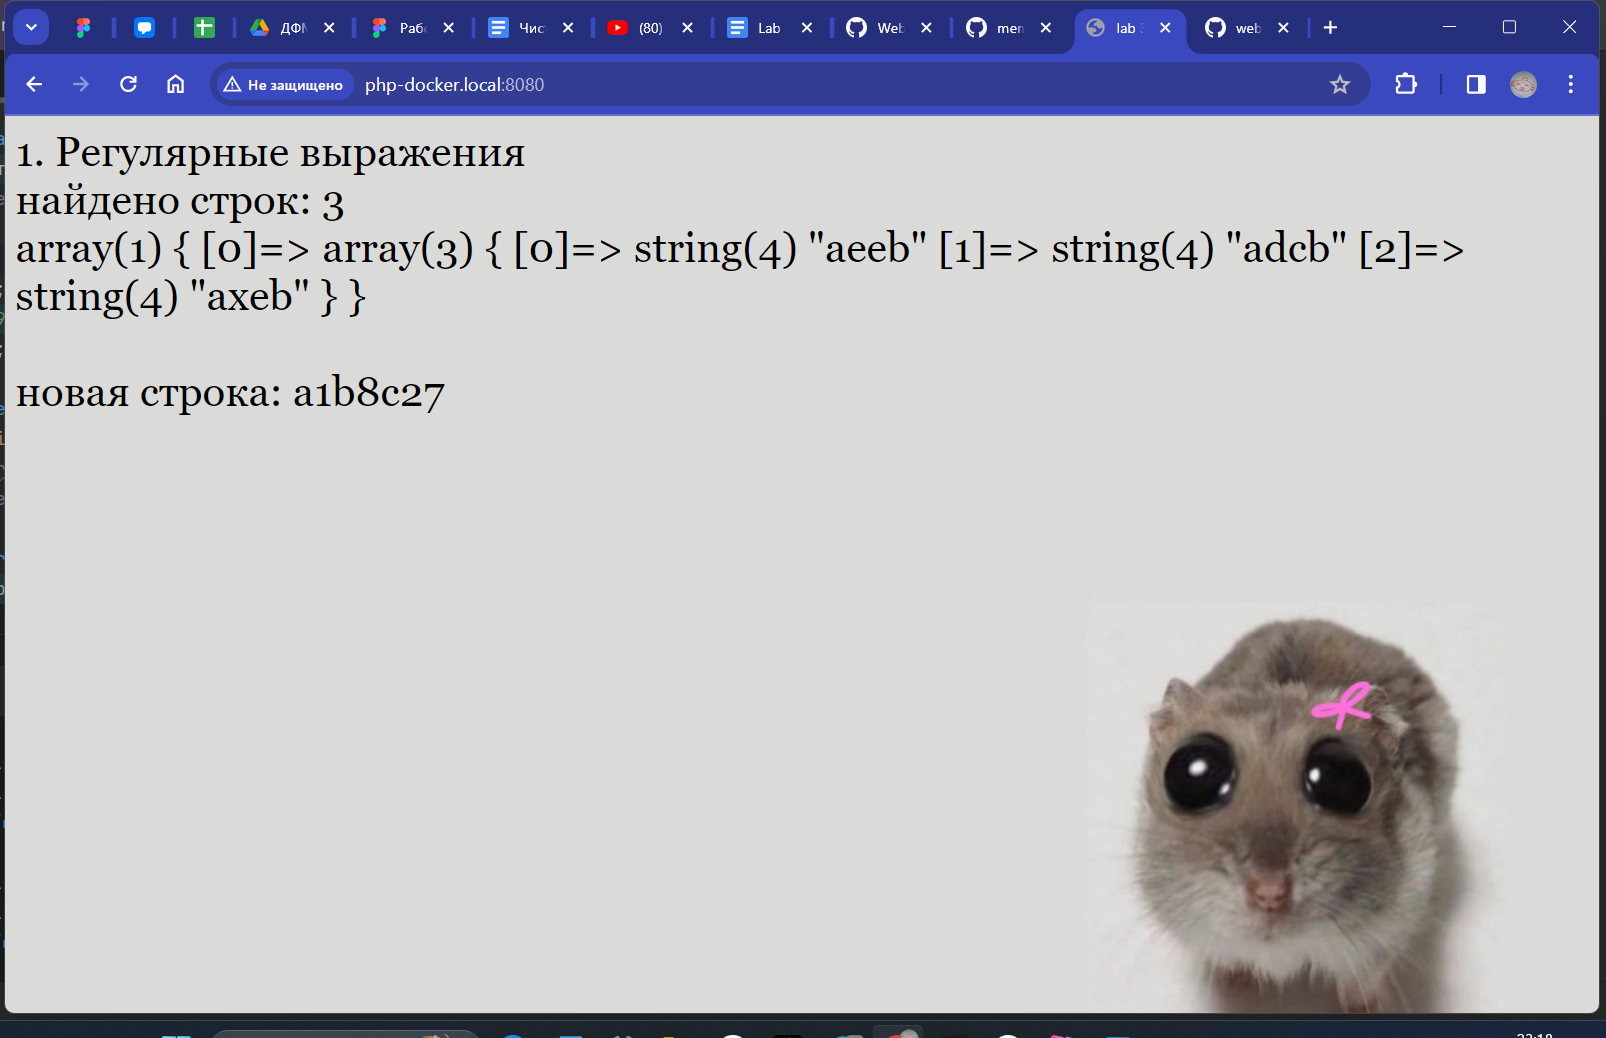 ДФМ
Раб
Чис
(80)
Lab
Web
men
lab
web
Не защищено
php-docker.local:8080
1. Регулярные выражения
найдено строк: 3
array(1) { [0]=> array(3) { [0]=> string(4) "aeeb" [1]=> string(4) "adcb" [2]=>
string(4) "axeb" } }
новая строка: a1b8c27